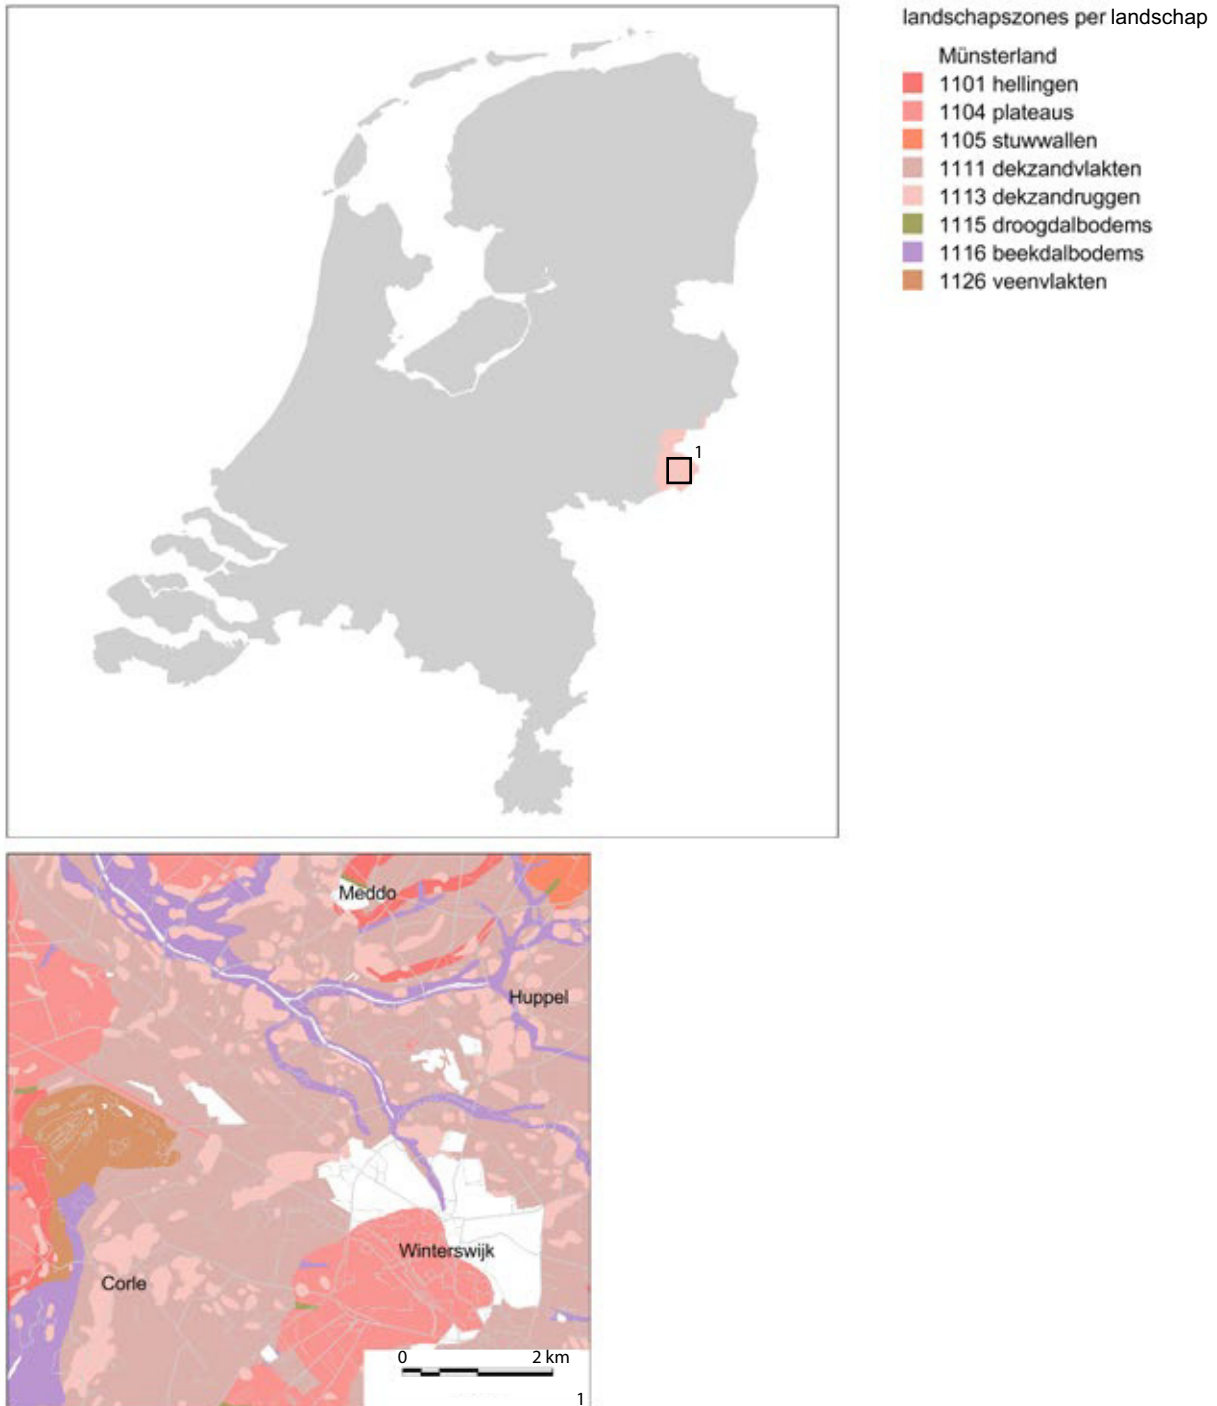 landschapszones per landschap
Münsterland
1101 hellingen
1104 plateaus
1105 stuwwallen
1111 dekzandvlakten
1113 dekzandruggen
1115 droogdalbodems
1116 beekdalbodems
1126 veenvlakten
1
Meddo
Huppel
Winterswijk
Corle
0 2 km
1